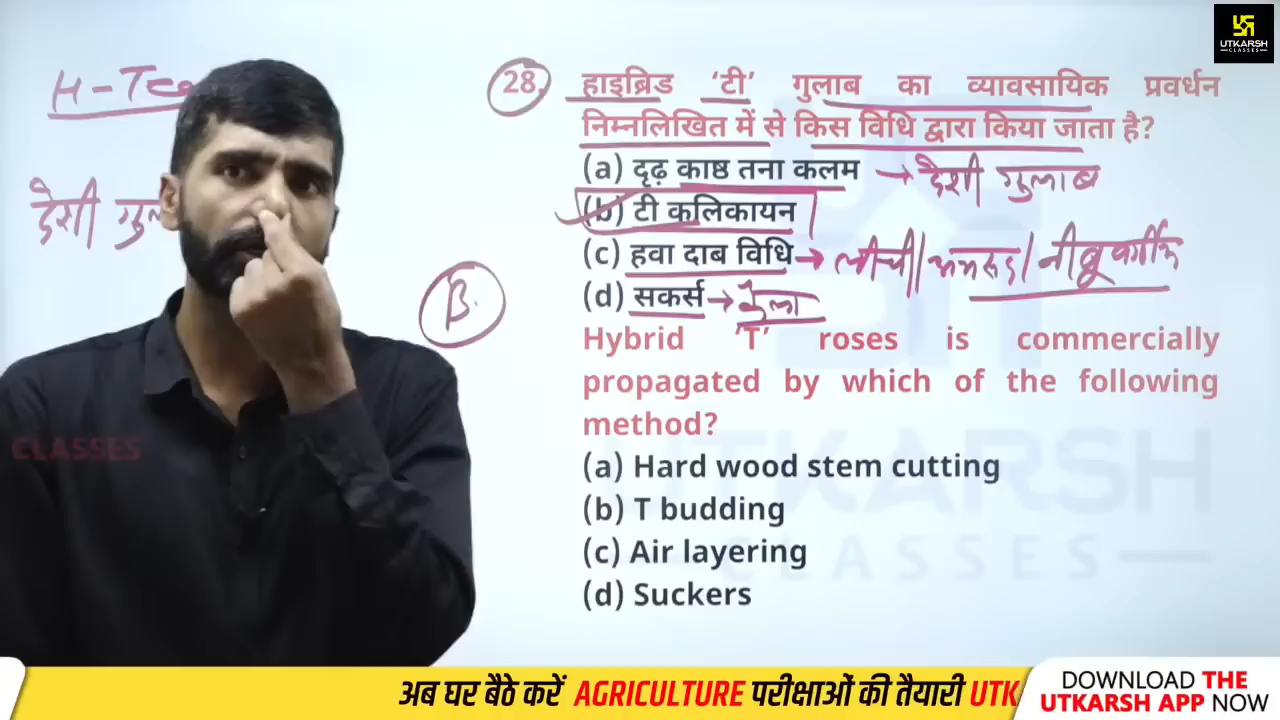 UTKARSH
CLASSES
H-Tea
28. हाइब्रिड ‘टी’ गुलाब का व्यावसायिक प्रवर्धन
निम्नलिखित में से किस विधि द्वारा किया जाता है?
(a) दृढ़ काष्ठ तना कलम → देशी गुलाब
(b) टी कलिकायन
(c) हवा दाब विधि → लीची/अमरूद/नींबू वर्गीय
(d) सकर्स →
देशी गुल
B.
Hybrid ‘T’ roses is commercially
propagated by which of the following
method?
(a) Hard wood stem cutting
(b) T budding
(c) Air layering
(d) Suckers
CLASSES
UTKARSH
CLASSES
अब घर बैठे करें AGRICULTURE परीक्षाओं की तैयारी UTK
DOWNLOAD THE
UTKARSH APP NOW